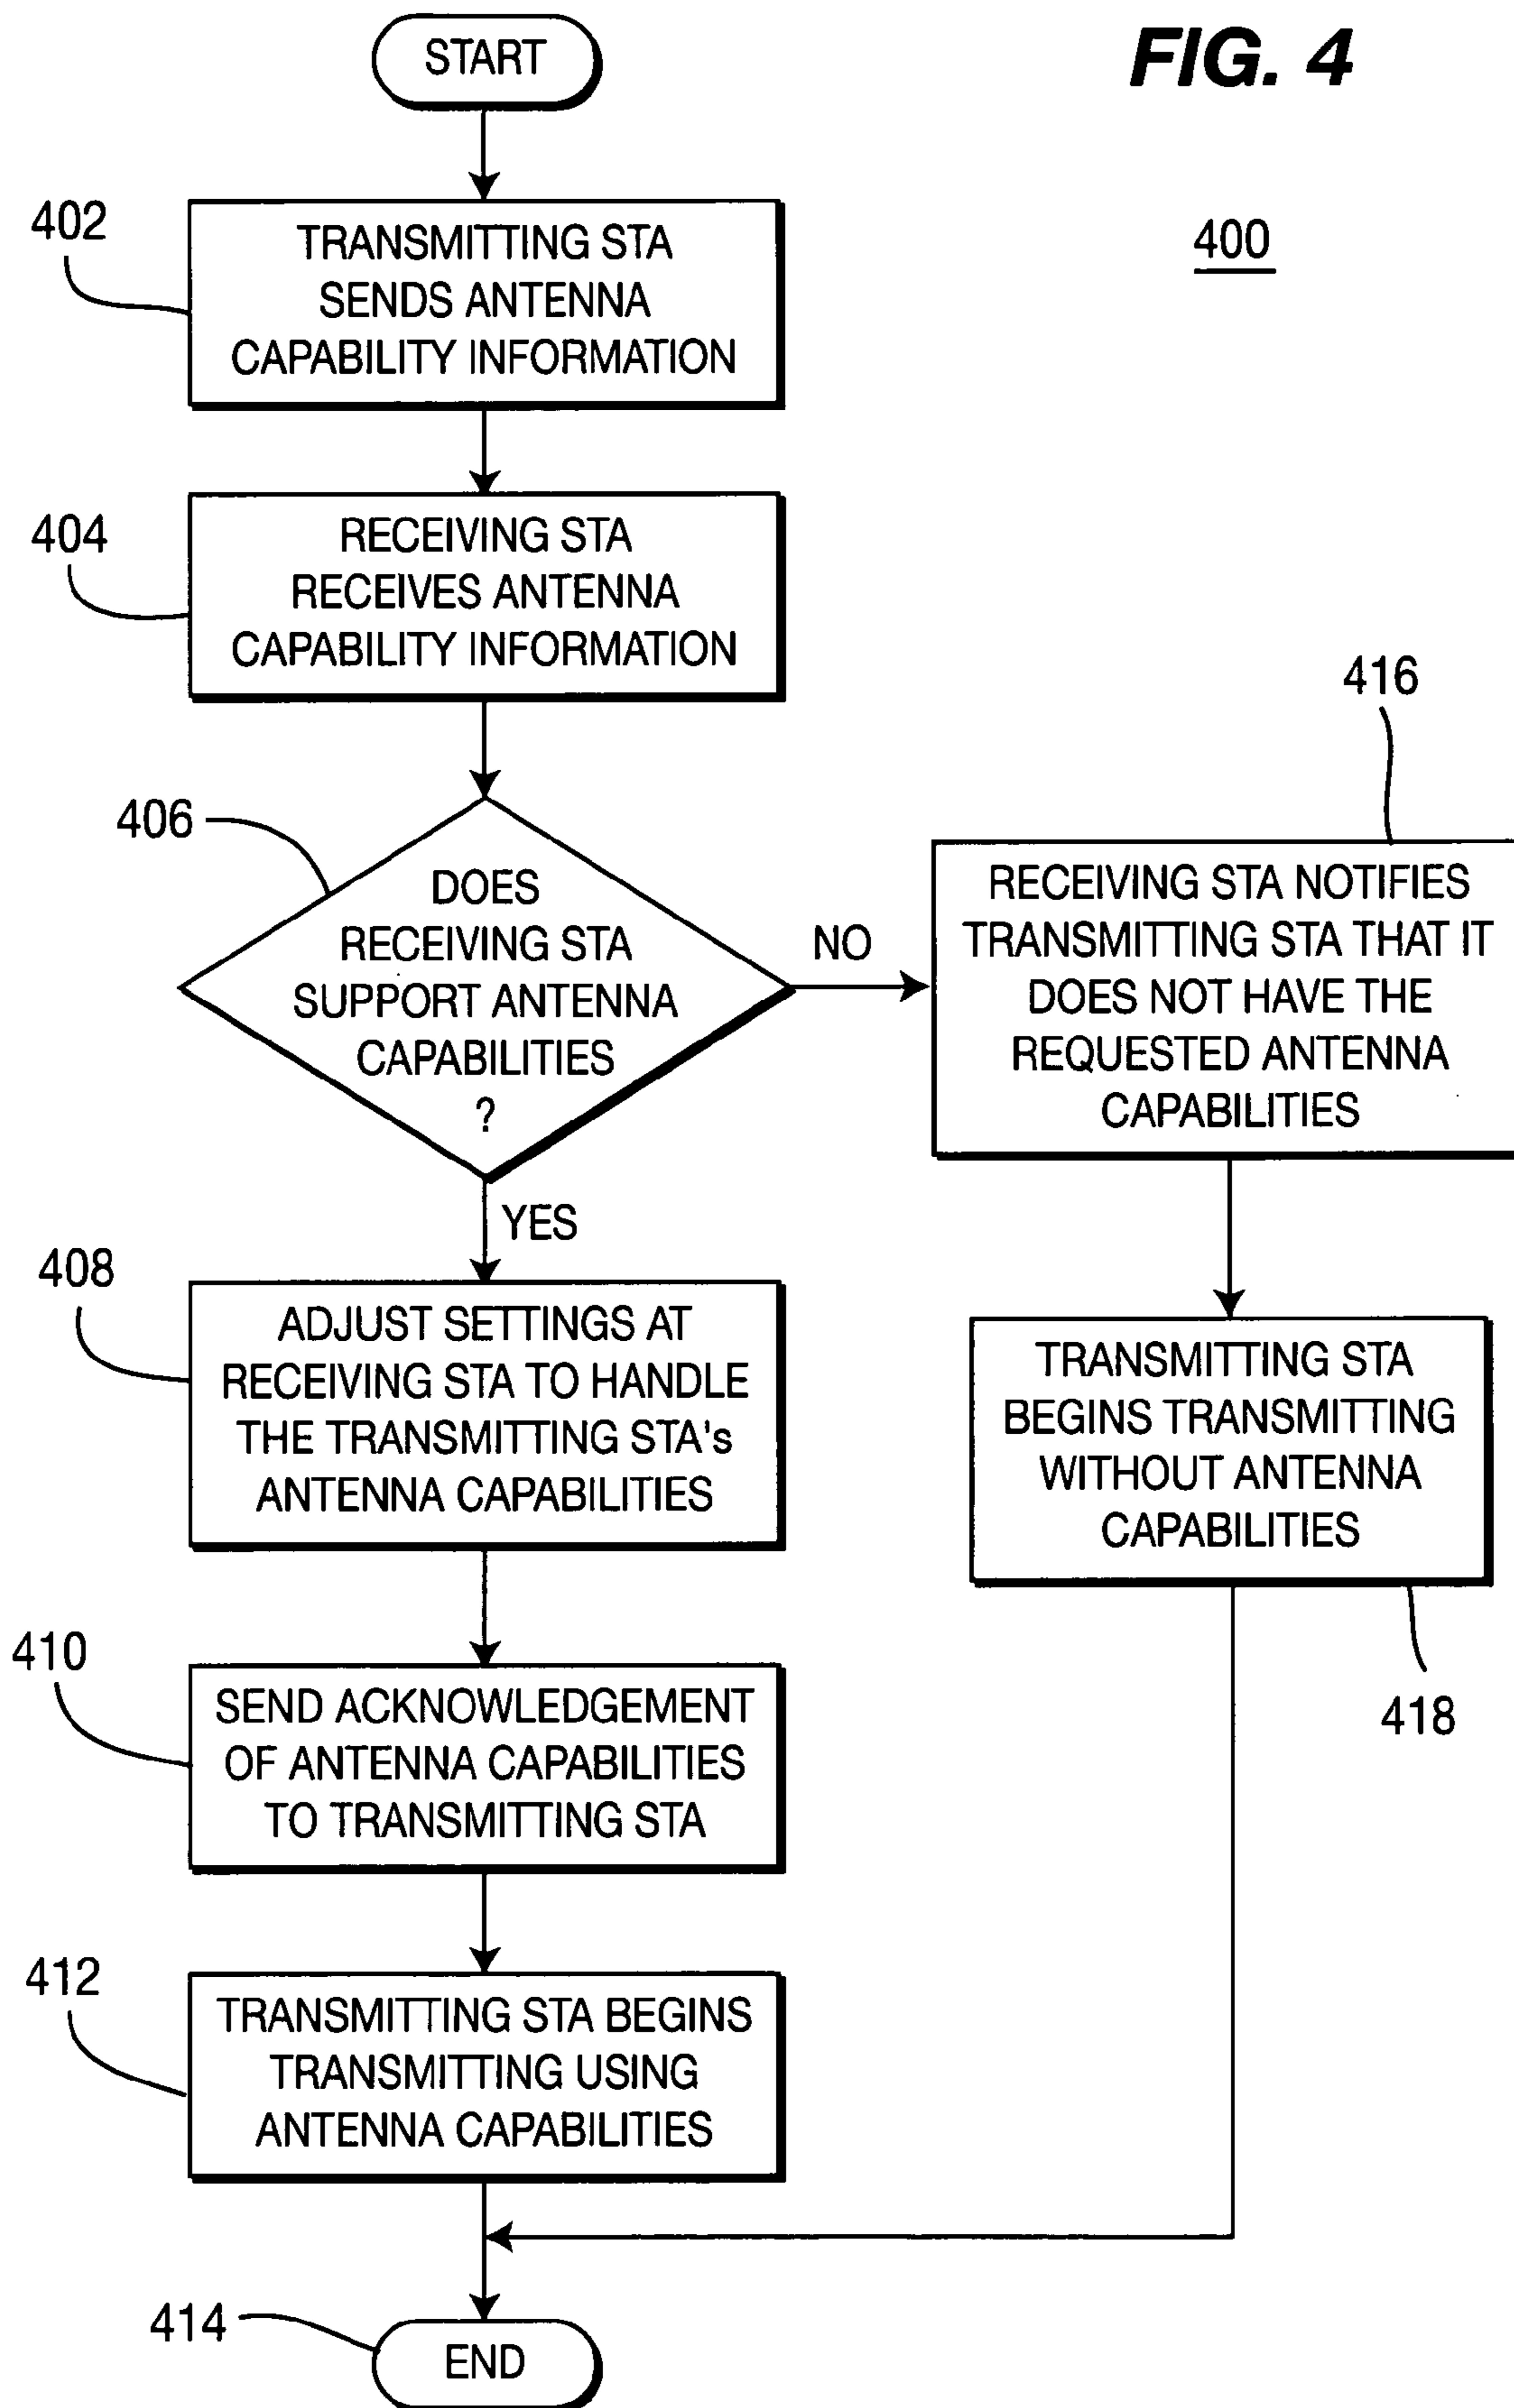 START
FIG. 4
400
402
TRANSMITTING STA
SENDS ANTENNA
CAPABILITY INFORMATION
404
RECEIVING STA
RECEIVES ANTENNA
CAPABILITY INFORMATION
406
DOES
RECEIVING STA
SUPPORT ANTENNA
CAPABILITIES
?
NO
416
RECEIVING STA NOTIFIES
TRANSMITTING STA THAT IT
DOES NOT HAVE THE
REQUESTED ANTENNA
CAPABILITIES
YES
408
ADJUST SETTINGS AT
RECEIVING STA TO HANDLE
THE TRANSMITTING STA's
ANTENNA CAPABILITIES
TRANSMITTING STA
BEGINS TRANSMITTING
WITHOUT ANTENNA
CAPABILITIES
418
410
SEND ACKNOWLEDGEMENT
OF ANTENNA CAPABILITIES
TO TRANSMITTING STA
412
TRANSMITTING STA BEGINS
TRANSMITTING USING
ANTENNA CAPABILITIES
414
END